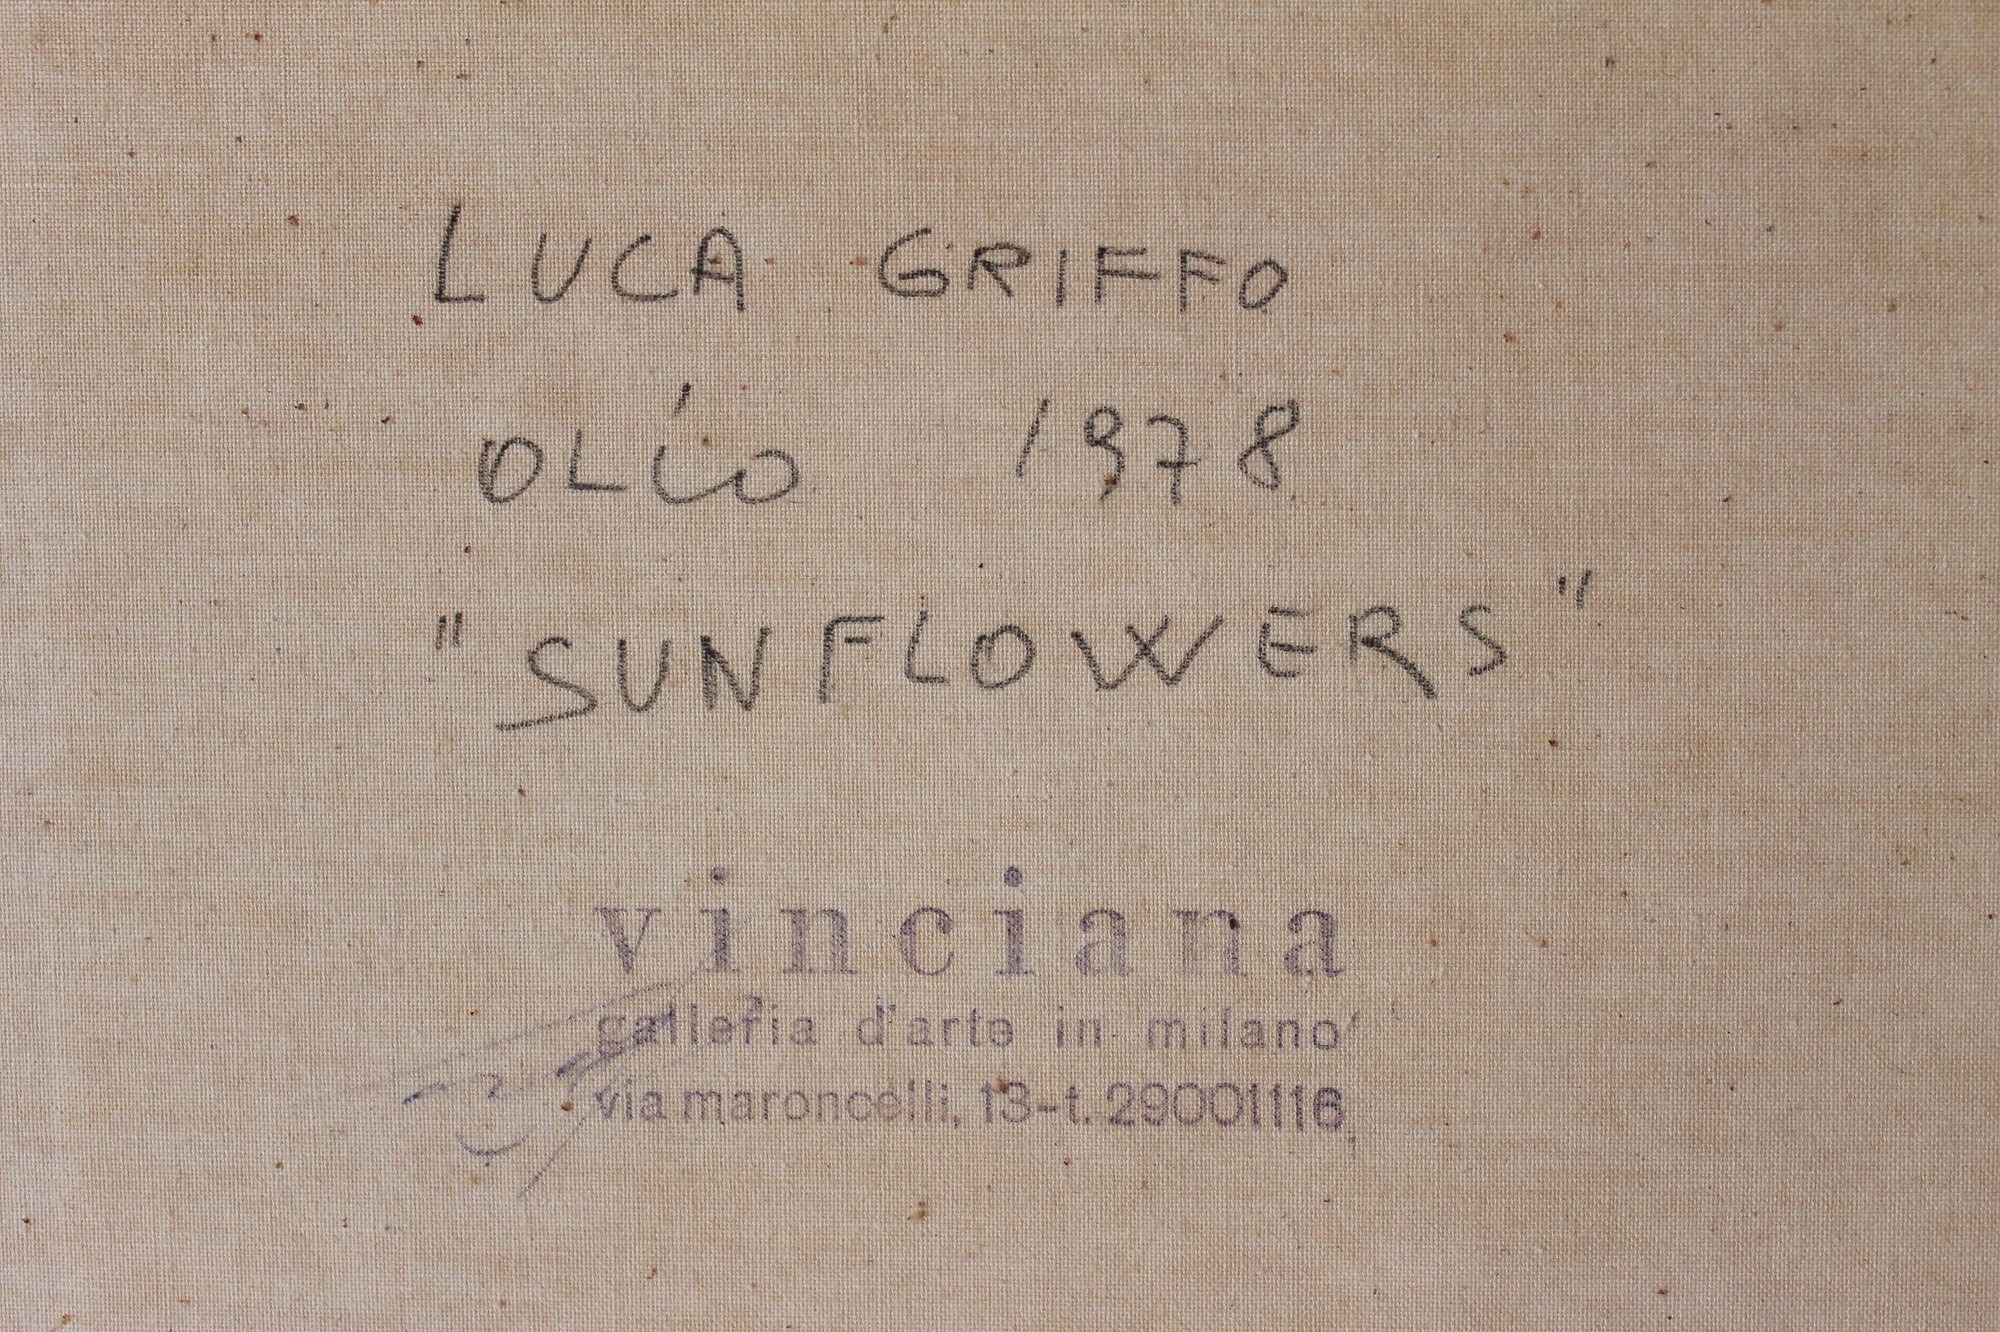 LUCA GRIFFO
OLIO 1978
"SUNFLOWERS"
vinciana
galleria d'arte in milano
via maroncelli, 13-t. 29001116